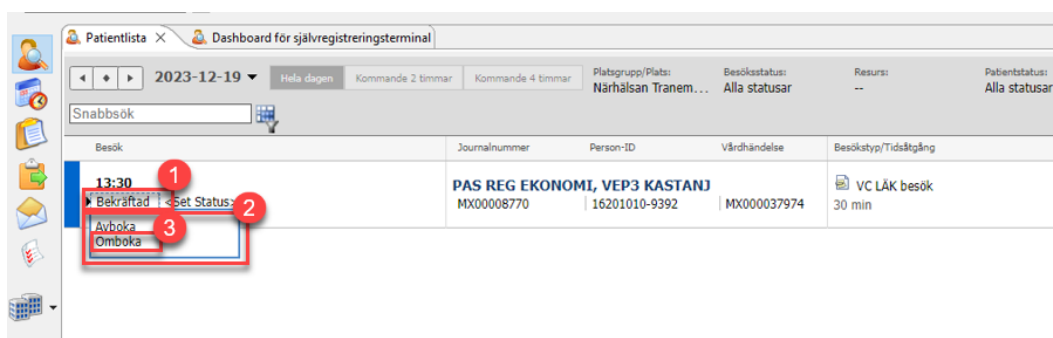 Patientlista
Dashboard för självregistreringsterminal
2023-12-19
Hela dagen
Kommande 2 timmar
Kommande 4 timmar
Platsgrupp/Plats:
Närhälsan Tranem...
Besöksstatus:
Alla statusar
Resurs:
--
Patientstatus:
Alla statusar
Snabbsök
Besök
Journalnummer
Person-ID
Vårdhändelse
Besökstyp/Tidsåtgång
13:30
1
PAS REG EKONOMI, VEP3 KASTANJ
VC LÄK besök
Bekräftad
<Set Status>
2
MX00008770
16201010-9392
MX000037974
30 min
Avboka
3
Omboka